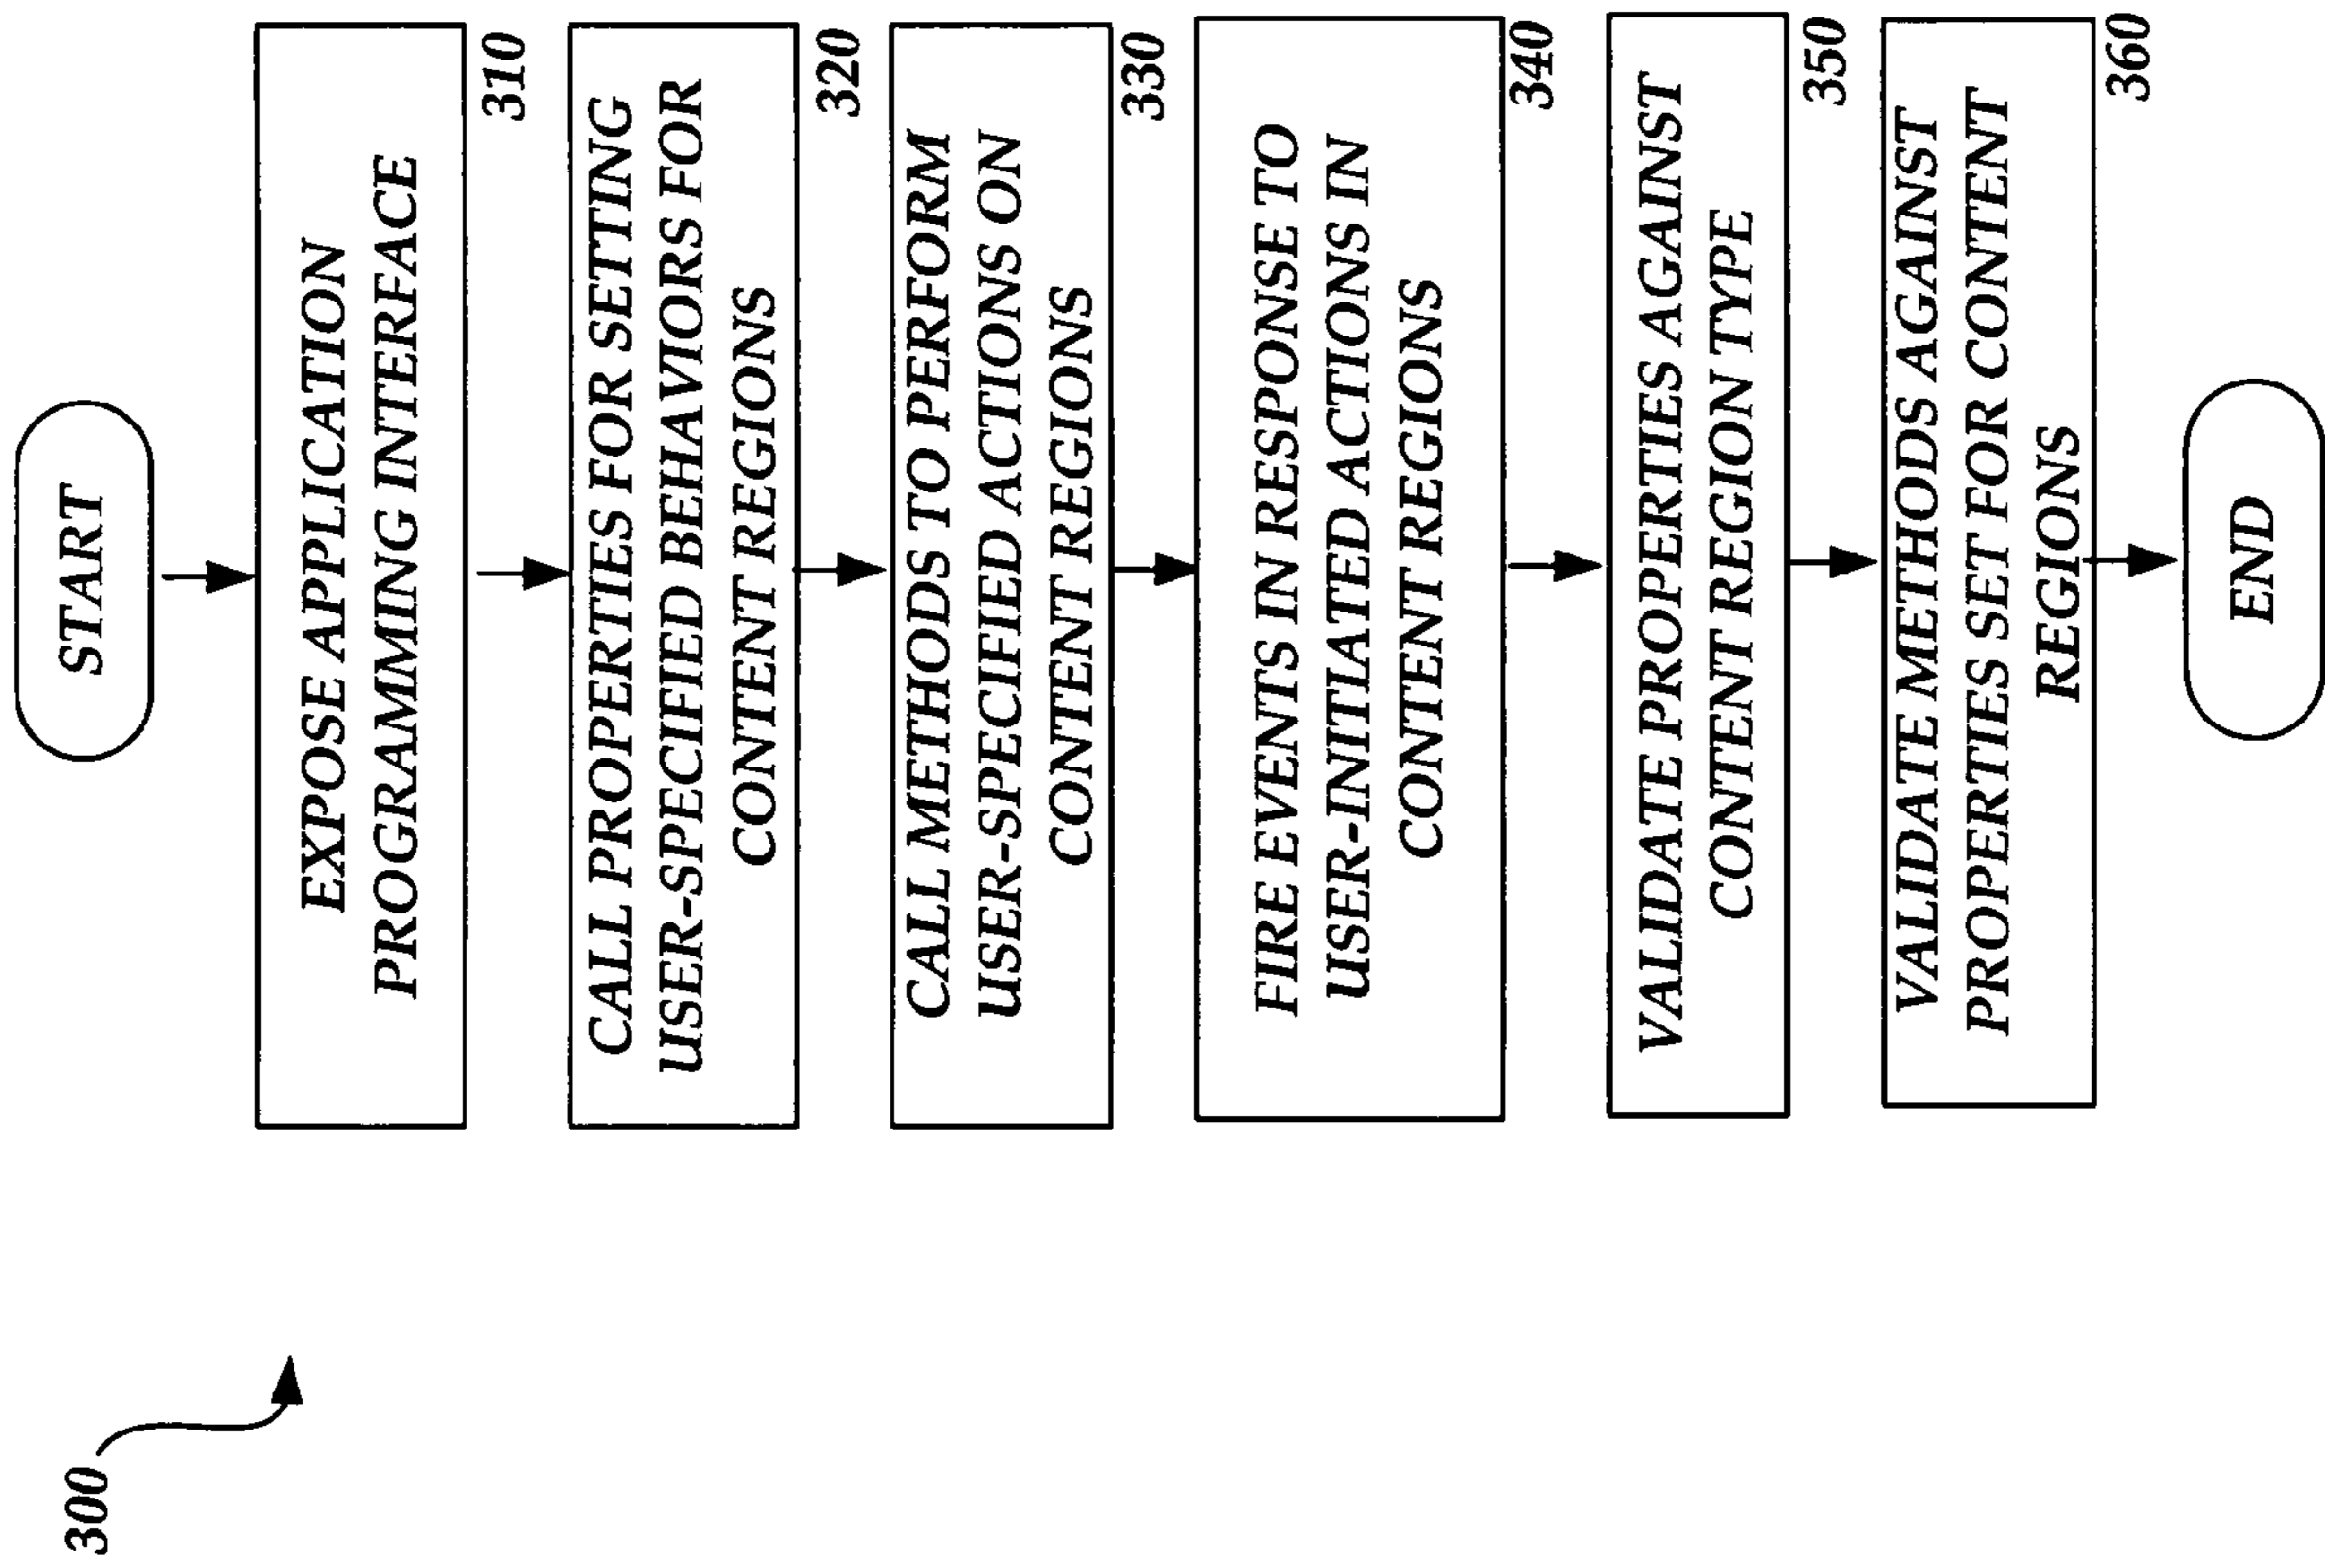 300
START
EXPOSE APPLICATION
PROGRAMMING INTERFACE
310
CALL PROPERTIES FOR SETTING
USER-SPECIFIED BEHAVIORS FOR
CONTENT REGIONS
320
CALL METHODS TO PERFORM
USER-SPECIFIED ACTIONS ON
CONTENT REGIONS
330
FIRE EVENTS IN RESPONSE TO
USER-INITIATED ACTIONS IN
CONTENT REGIONS
340
VALIDATE PROPERTIES AGAINST
CONTENT REGION TYPE
350
VALIDATE METHODS AGAINST
PROPERTIES SET FOR CONTENT
REGIONS
360
END